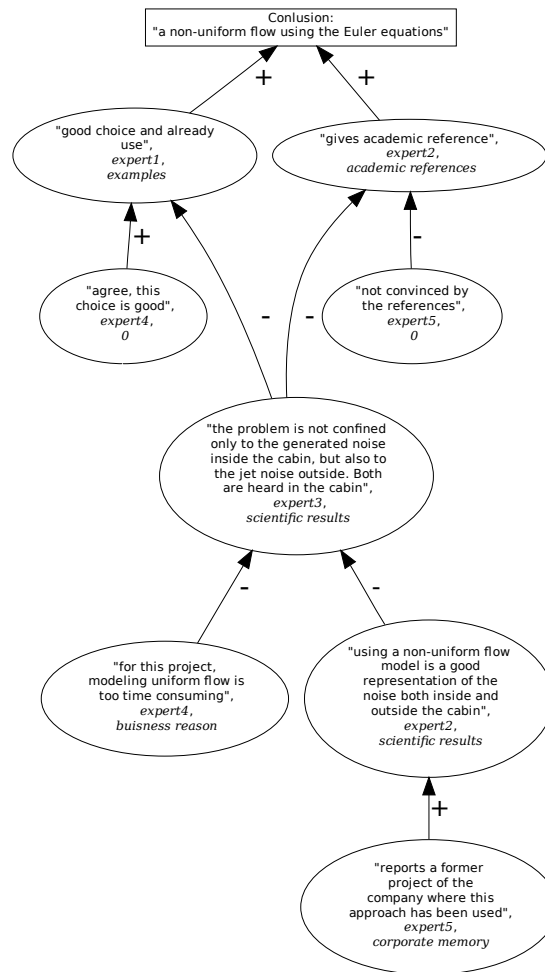 Conlusion:
"a non-uniform flow using the Euler equations"
+
+
"good choice and already
use",
expert1,
examples
"gives academic reference",
expert2,
academic references
+
-
"agree, this
choice is good",
expert4,
0
-
-
"not convinced by
the references",
expert5,
0
"the problem is not confined
only to the generated noise
inside the cabin, but also to
the jet noise outside. Both
are heard in the cabin",
expert3,
scientific results
-
-
"for this project,
modeling uniform flow is
too time consuming",
expert4,
buisness reason
"using a non-uniform flow
model is a good
representation of the
noise both inside and
outside the cabin",
expert2,
scientific results
+
"reports a former
project of the
company where this
approach has been used",
expert5,
corporate memory